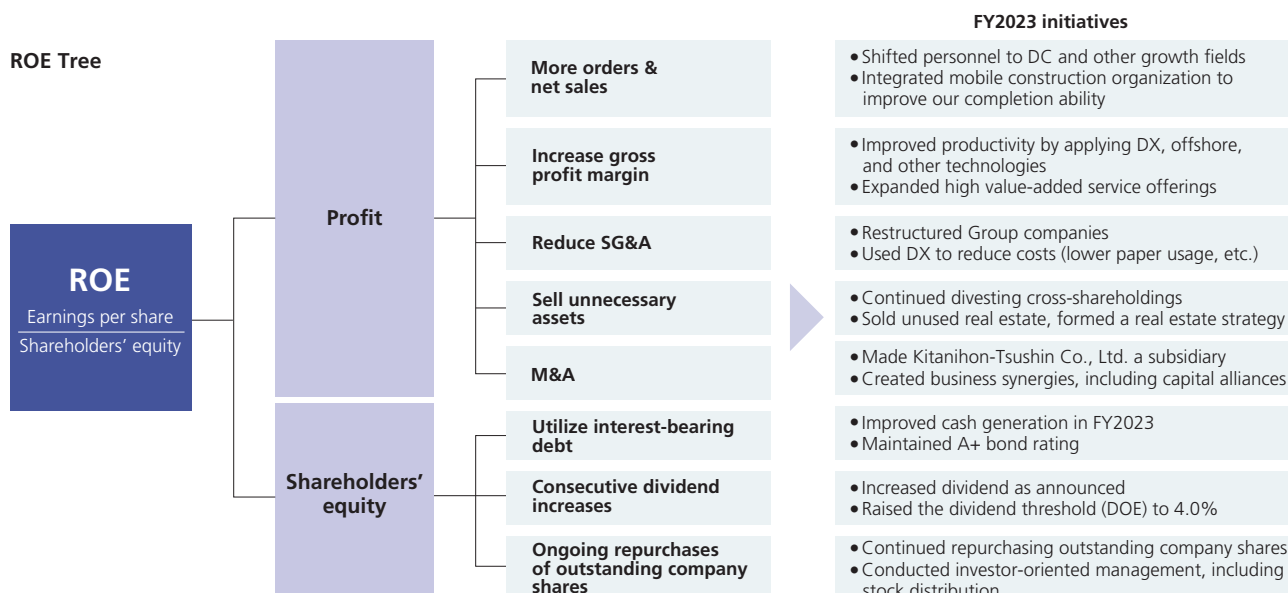 FY2023 initiatives
ROE Tree
ROE
Earnings per share
Shareholders' equity
Profit
More orders &
net sales
• Shifted personnel to DC and other growth fields
• Integrated mobile construction organization to
improve our completion ability
Increase gross
profit margin
• Improved productivity by applying DX, offshore,
and other technologies
• Expanded high value-added service offerings
Reduce SG&A
• Restructured Group companies
• Used DX to reduce costs (lower paper usage, etc.)
Sell unnecessary
assets
• Continued divesting cross-shareholdings
• Sold unused real estate, formed a real estate strategy
M&A
• Made Kitanihon-Tsushin Co., Ltd. a subsidiary
• Created business synergies, including capital alliances
Shareholders'
equity
Utilize interest-bearing
debt
• Improved cash generation in FY2023
• Maintained A+ bond rating
Consecutive dividend
increases
• Increased dividend as announced
• Raised the dividend threshold (DOE) to 4.0%
Ongoing repurchases
of outstanding company
shares
• Continued repurchasing outstanding company shares
• Conducted investor-oriented management, including
stock distribution